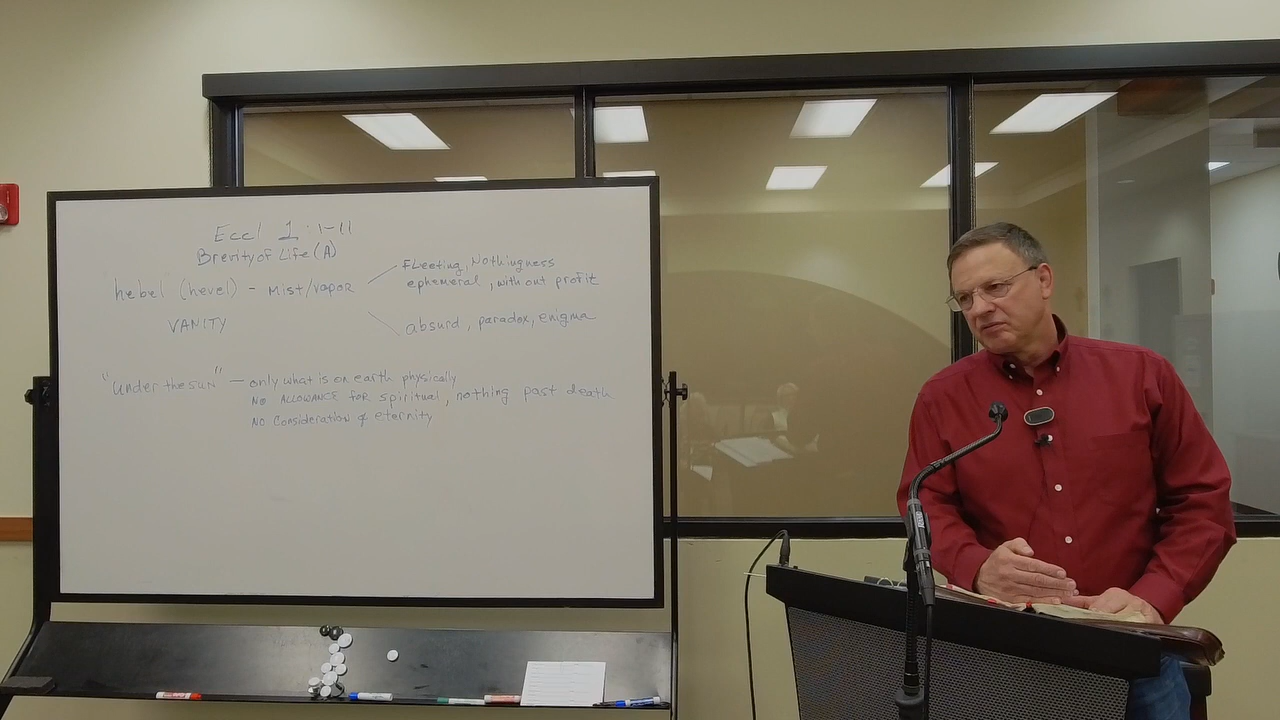 Eccl 1:1-11
Brevity of Life (A)
hebel (hevel) - Mist/vapor
Fleeting, Nothingness
ephemeral, without profit
VANITY
absurd, paradox, enigma
"Under the sun" — only what is on earth physically
NO ALLOWANCE FOR spiritual, nothing past death
NO consideration of eternity